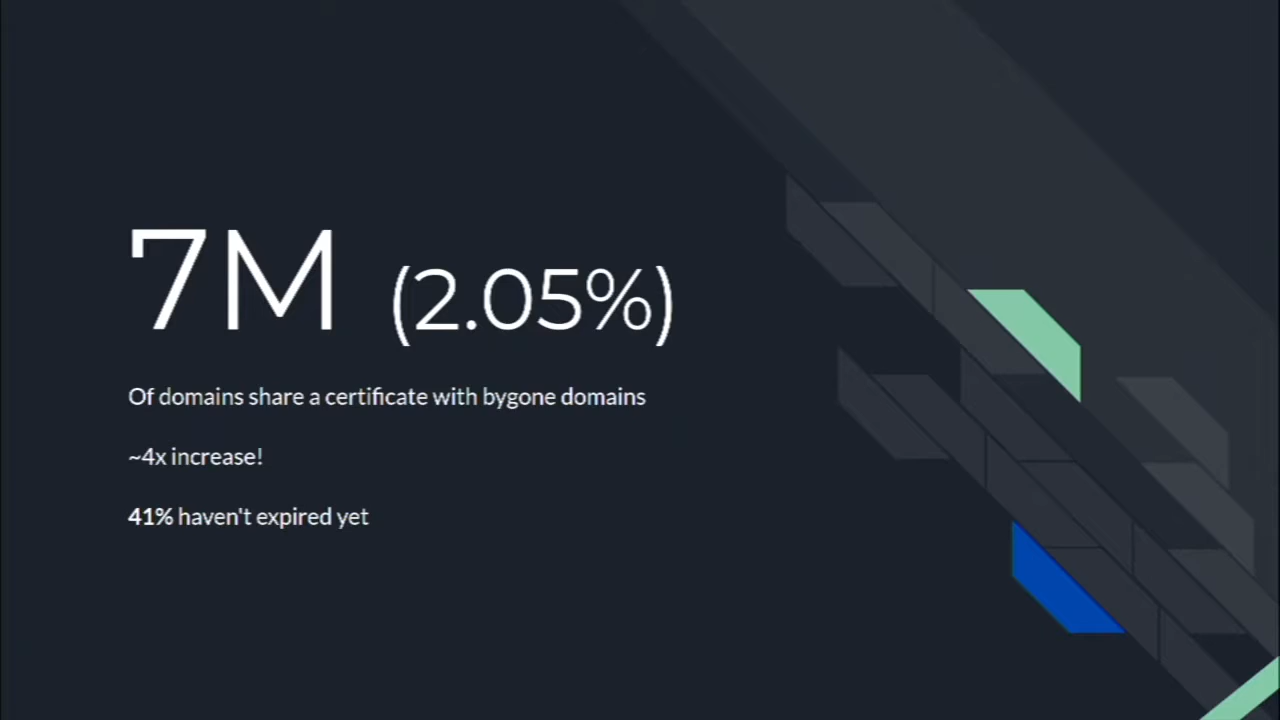 7M (2.05%)
Of domains share a certificate with bygone domains
~4x increase!
41% haven't expired yet